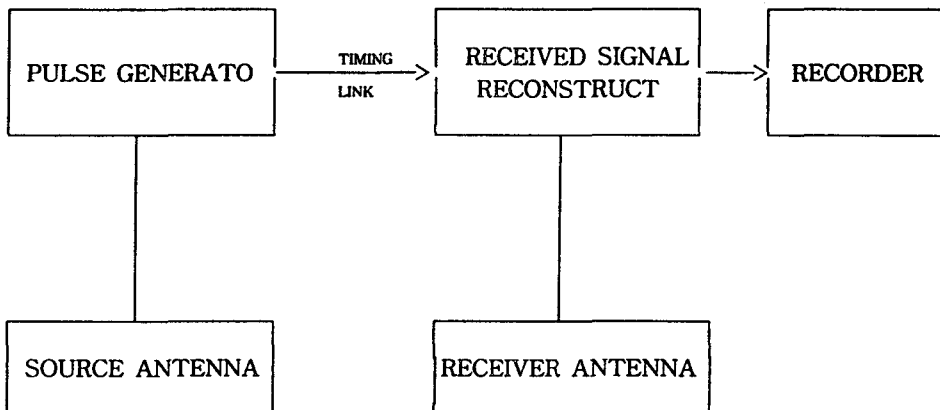 PULSE GENERATO
TIMING
LINK
RECEIVED SIGNAL
RECONSTRUCT
RECORDER
SOURCE ANTENNA
RECEIVER ANTENNA